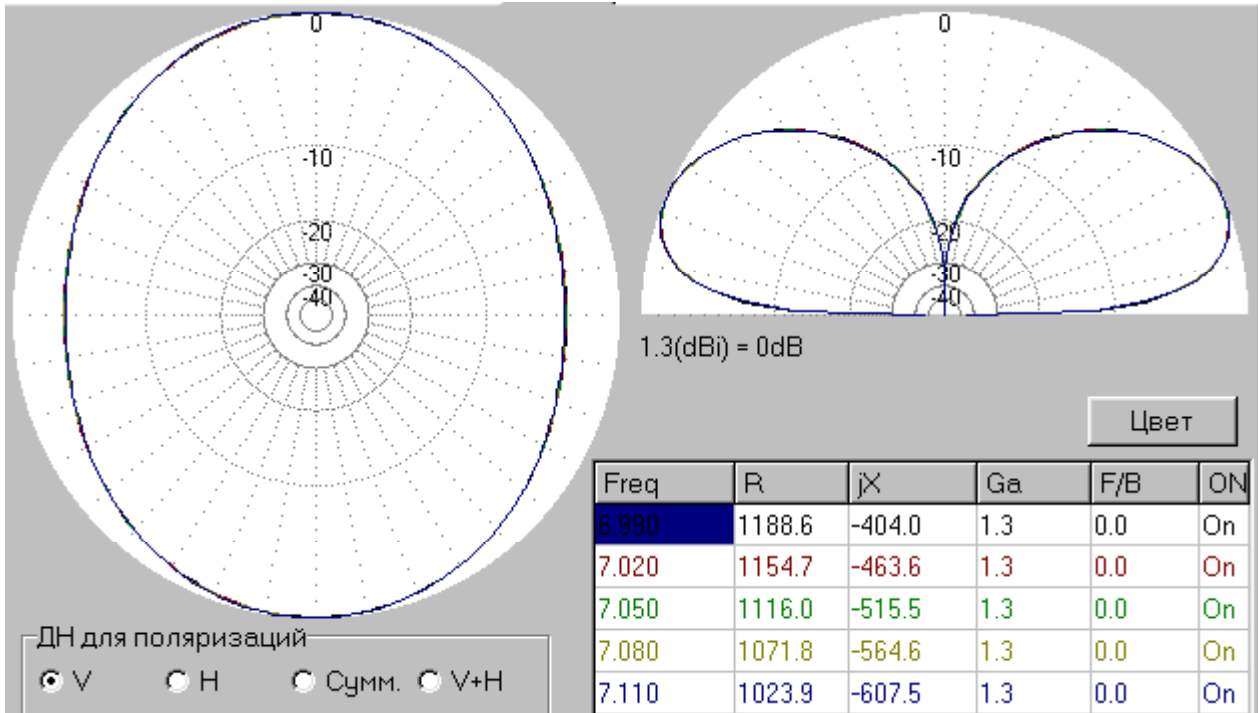 0
-10
-20
-30
-40
0
-10
-20
-30
-40
1.3(dBi) = 0dB
Цвет
Freq R jX Ga F/B ON
6.990 1188.6 -404.0 1.3 0.0 On
7.020 1154.7 -463.6 1.3 0.0 On
7.050 1116.0 -515.5 1.3 0.0 On
7.080 1071.8 -564.6 1.3 0.0 On
7.110 1023.9 -607.5 1.3 0.0 On
ДН для поляризаций
V H Сумм. V+H